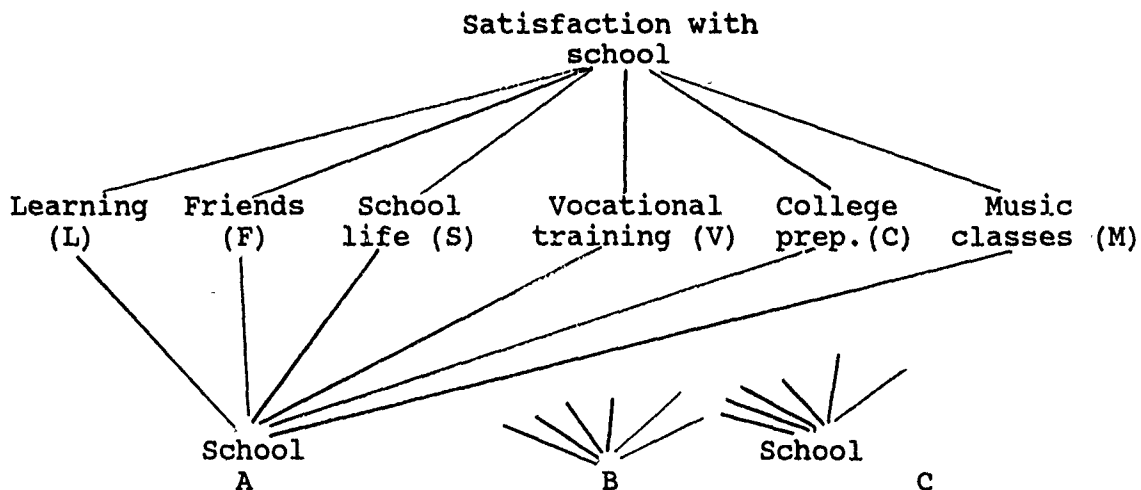 Satisfaction with
school
Learning Friends School Vocational College Music
(L) (F) life (S) training (V) prep.(C) classes (M)
School School
A B C